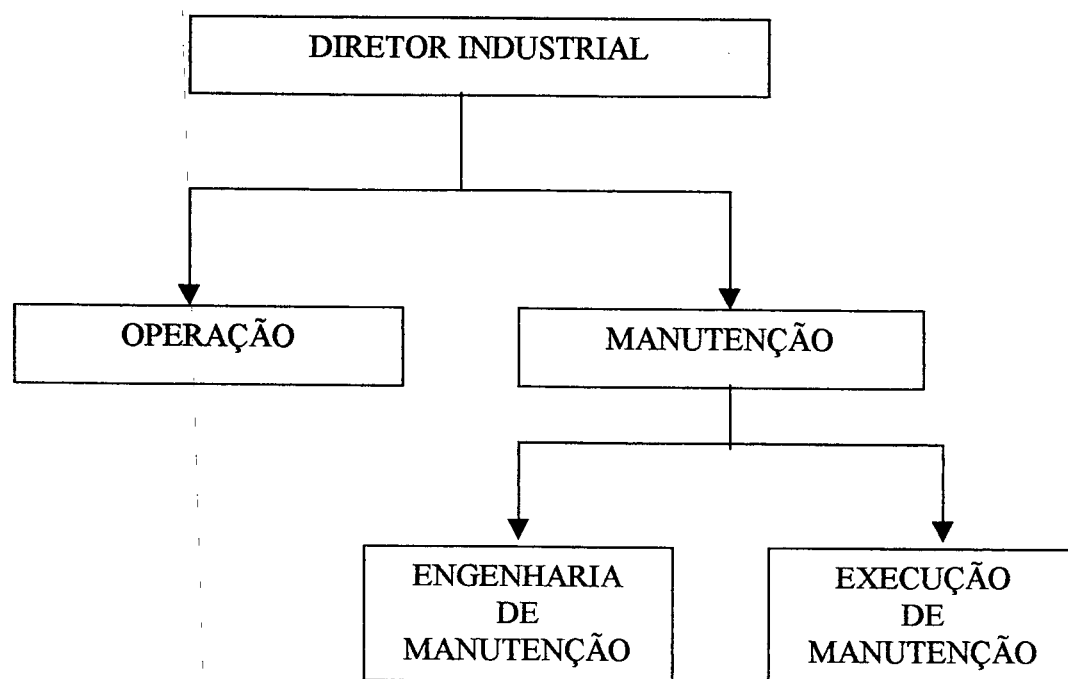 DIRETOR INDUSTRIAL
OPERAÇÃO
MANUTENÇÃO
ENGENHARIA
DE
MANUTENÇÃO
EXECUÇÃO
DE
MANUTENÇÃO